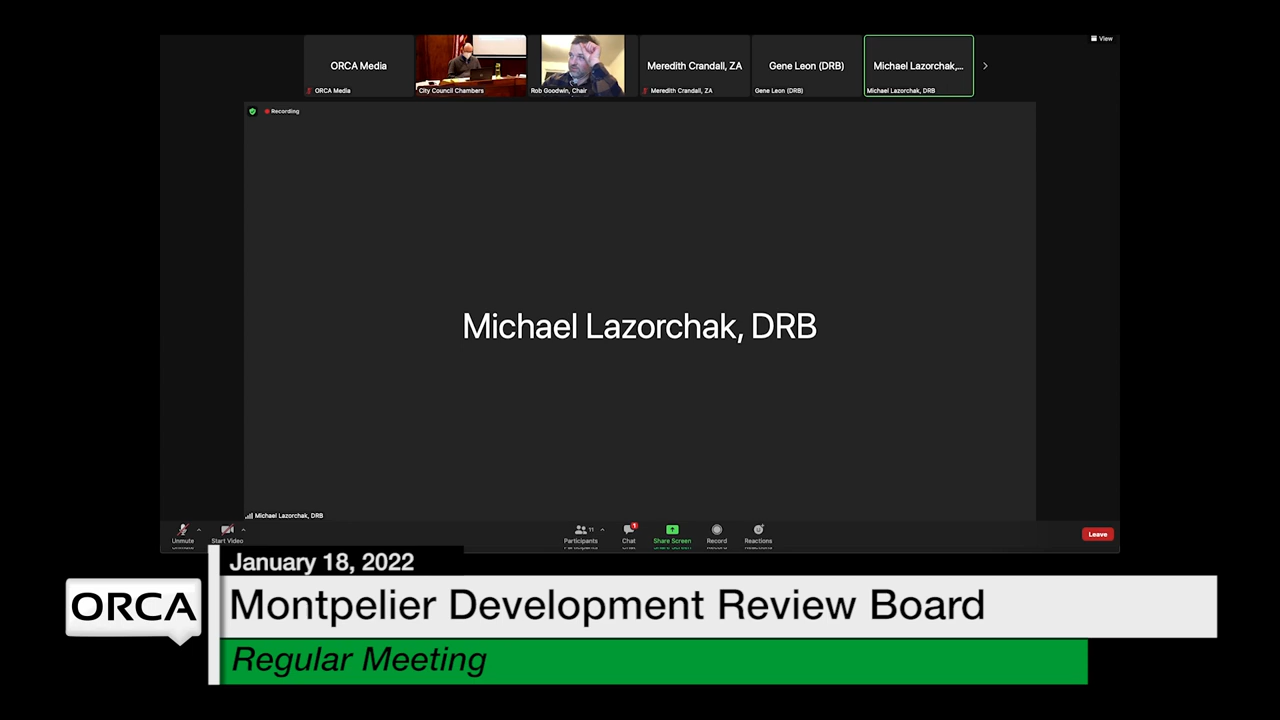 View
ORCA Media
Meredith Crandall, ZA
Gene Leon (DRB)
Michael Lazorchak,...
ORCA Media
City Council Chambers
Rob Goodwin, Chair
Meredith Crandall, ZA
Gene Leon (DRB)
Michael Lazorchak, DRB
Recording
Michael Lazorchak, DRB
Michael Lazorchak, DRB
Unmute
Start Video
11
Participants
1
Chat
Share Screen
Record
Reactions
Leave
January 18, 2022
ORCA
Montpelier Development Review Board
Regular Meeting